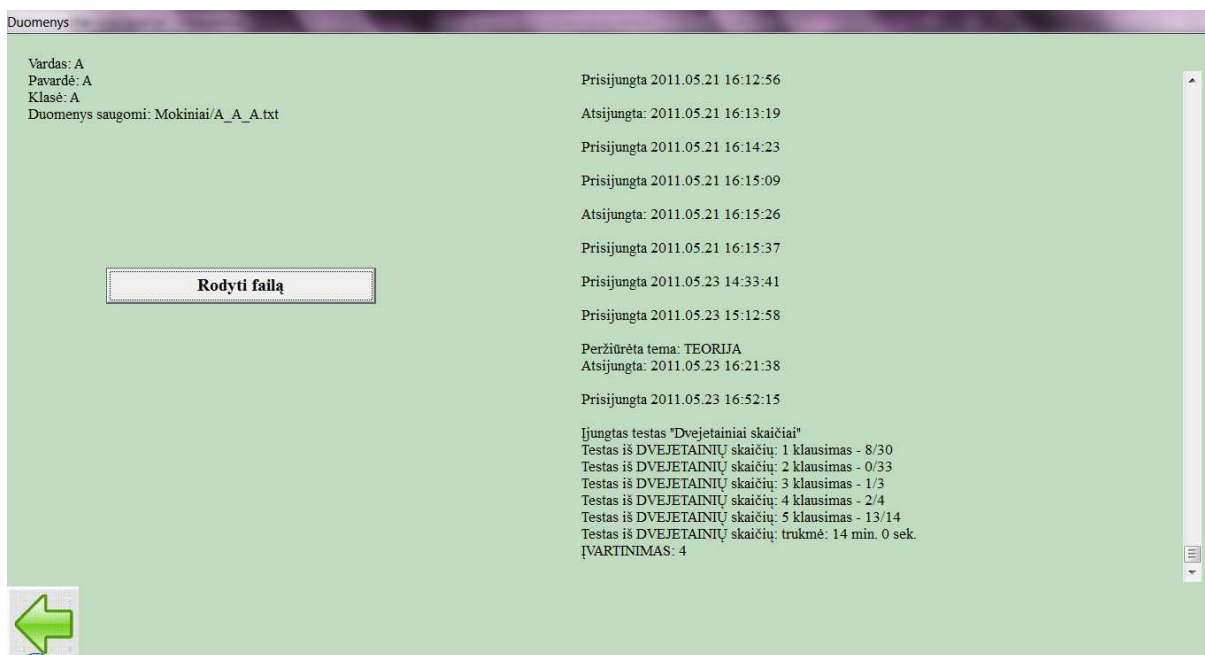 Duomenys
Vardas: A
Pavardė: A
Klasė: A
Duomenys saugomi: Mokiniai/A_A_A.txt
Rodyti failą
Prisijungta 2011.05.21 16:12:56
Atsijungta: 2011.05.21 16:13:19
Prisijungta 2011.05.21 16:14:23
Prisijungta 2011.05.21 16:15:09
Atsijungta: 2011.05.21 16:15:26
Prisijungta 2011.05.21 16:15:37
Prisijungta 2011.05.23 14:33:41
Prisijungta 2011.05.23 15:12:58
Peržiūrėta tema: TEORIJA
Atsijungta: 2011.05.23 16:21:38
Prisijungta 2011.05.23 16:52:15
Įjungtas testas "Dvejetainiai skaičiai"
Testas iš DVEJETAINIŲ skaičių: 1 klausimas - 8/30
Testas iš DVEJETAINIŲ skaičių: 2 klausimas - 0/33
Testas iš DVEJETAINIŲ skaičių: 3 klausimas - 1/3
Testas iš DVEJETAINIŲ skaičių: 4 klausimas - 2/4
Testas iš DVEJETAINIŲ skaičių: 5 klausimas - 13/14
Testas iš DVEJETAINIŲ skaičių: trukmė: 14 min. 0 sek.
ĮVARTINIMAS: 4